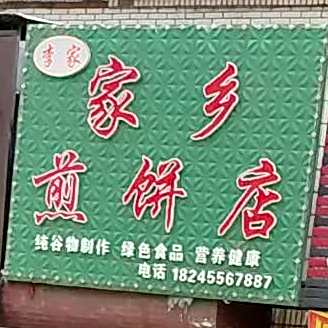 李家
家乡
煎饼店
纯谷物制作 绿色食品 营养健康
电话 18245567887